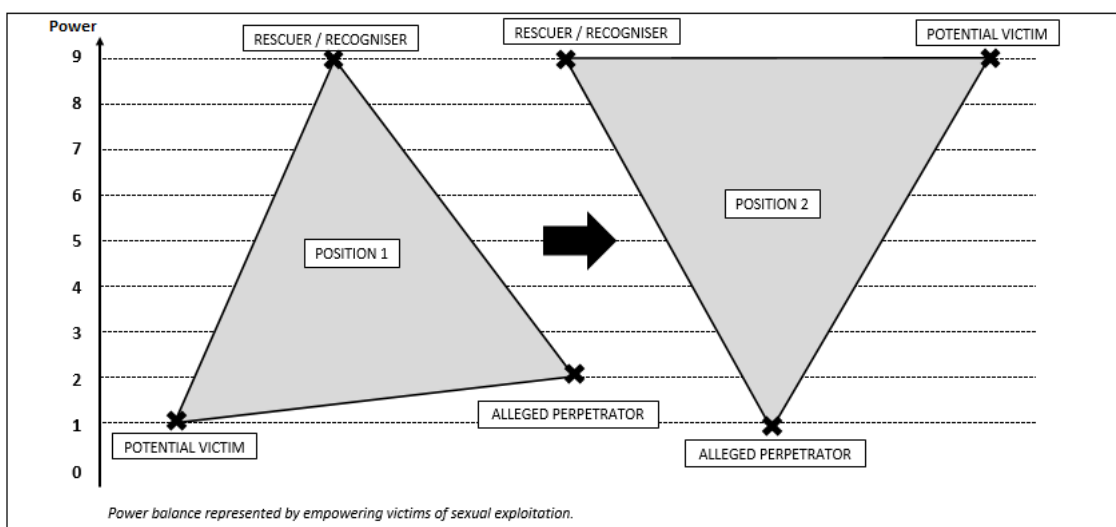 Power
RESCUER / RECOGNISER
RESCUER / RECOGNISER
POTENTIAL VICTIM
9
8
7
6
5
4
3
2
1
0
POSITION 1
POSITION 2
ALLEGED PERPETRATOR
POTENTIAL VICTIM
ALLEGED PERPETRATOR
Power balance represented by empowering victims of sexual exploitation.